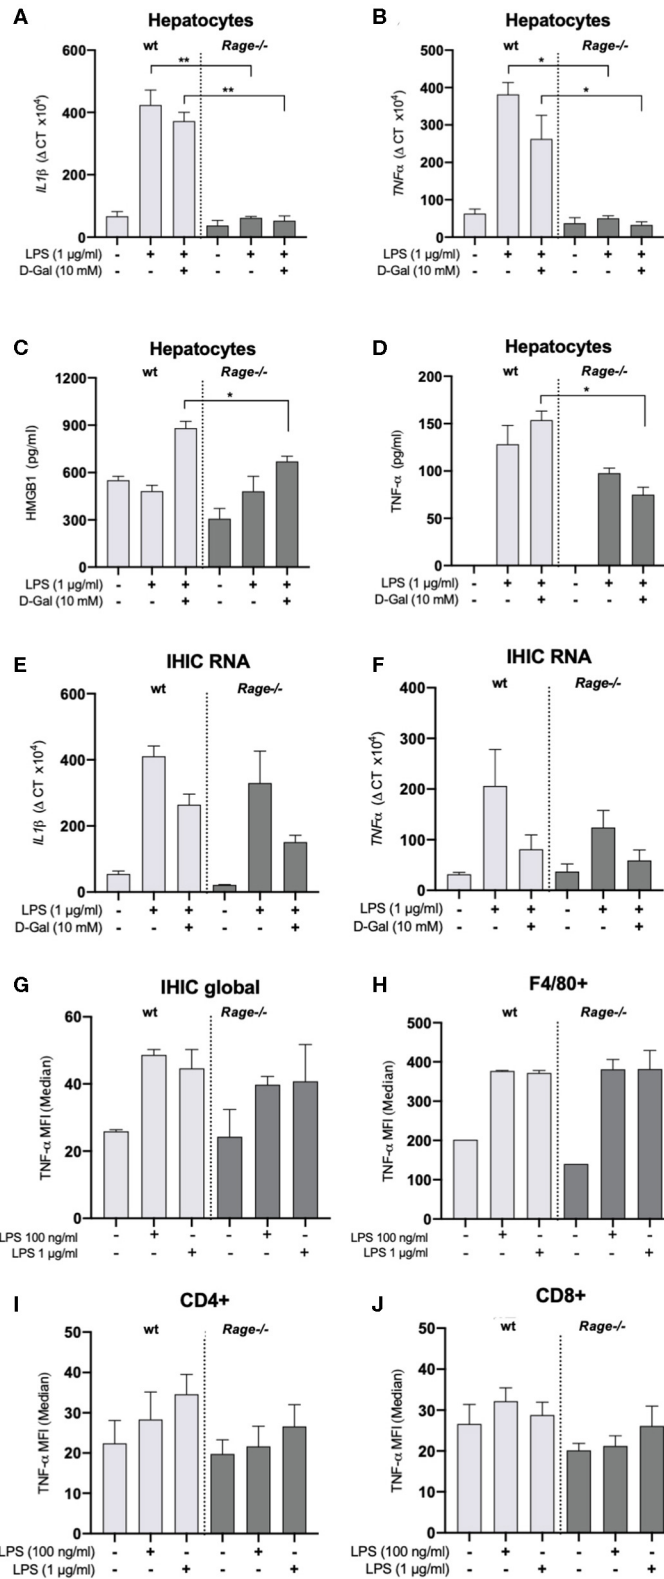 A
Hepatocytes
wt
Rage-/-
**
**
IL1β (Δ CT x10⁴)
600
400
200
0
LPS (1 µg/ml) - + + - + +
D-Gal (10 mM) - - + - - +
B
Hepatocytes
wt
Rage-/-
*
*
TNFα (Δ CT x10⁴)
500
400
300
200
100
0
LPS (1 µg/ml) - + + - + +
D-Gal (10 mM) - - + - - +
C
Hepatocytes
wt
Rage-/-
*
HMGB1 (pg/ml)
1200
900
600
300
0
LPS (1 µg/ml) - + + - + +
D-Gal (10 mM) - - + - - +
D
Hepatocytes
wt
Rage-/-
*
TNF-α (pg/ml)
200
150
100
50
0
LPS (1 µg/ml) - + + - + +
D-Gal (10 mM) - - + - - +
E
IHIC RNA
wt
Rage-/-
IL1β (Δ CT x10⁴)
600
400
200
0
LPS (1 µg/ml) - + + - + +
D-Gal (10 mM) - - + - - +
F
IHIC RNA
wt
Rage-/-
TNFα (Δ CT x10⁴)
400
300
200
100
0
LPS (1 µg/ml) - + + - + +
D-Gal (10 mM) - - + - - +
G
IHIC global
wt
Rage-/-
TNF-α MFI (Median)
60
40
20
0
LPS 100 ng/ml - + - - + -
LPS 1 µg/ml - - + - - +
H
F4/80+
wt
Rage-/-
TNF-α MFI (Median)
500
400
300
200
100
0
LPS 100 ng/ml - + - - + -
LPS 1 µg/ml - - + - - +
I
CD4+
wt
Rage-/-
TNF-α MFI (Median)
50
40
30
20
10
0
LPS (100 ng/ml) - + - - + -
LPS (1 µg/ml) - - + - - +
J
CD8+
wt
Rage-/-
TNF-α MFI (Median)
50
40
30
20
10
0
LPS (100 ng/ml) - + - - + -
LPS (1 µg/ml) - - + - - +